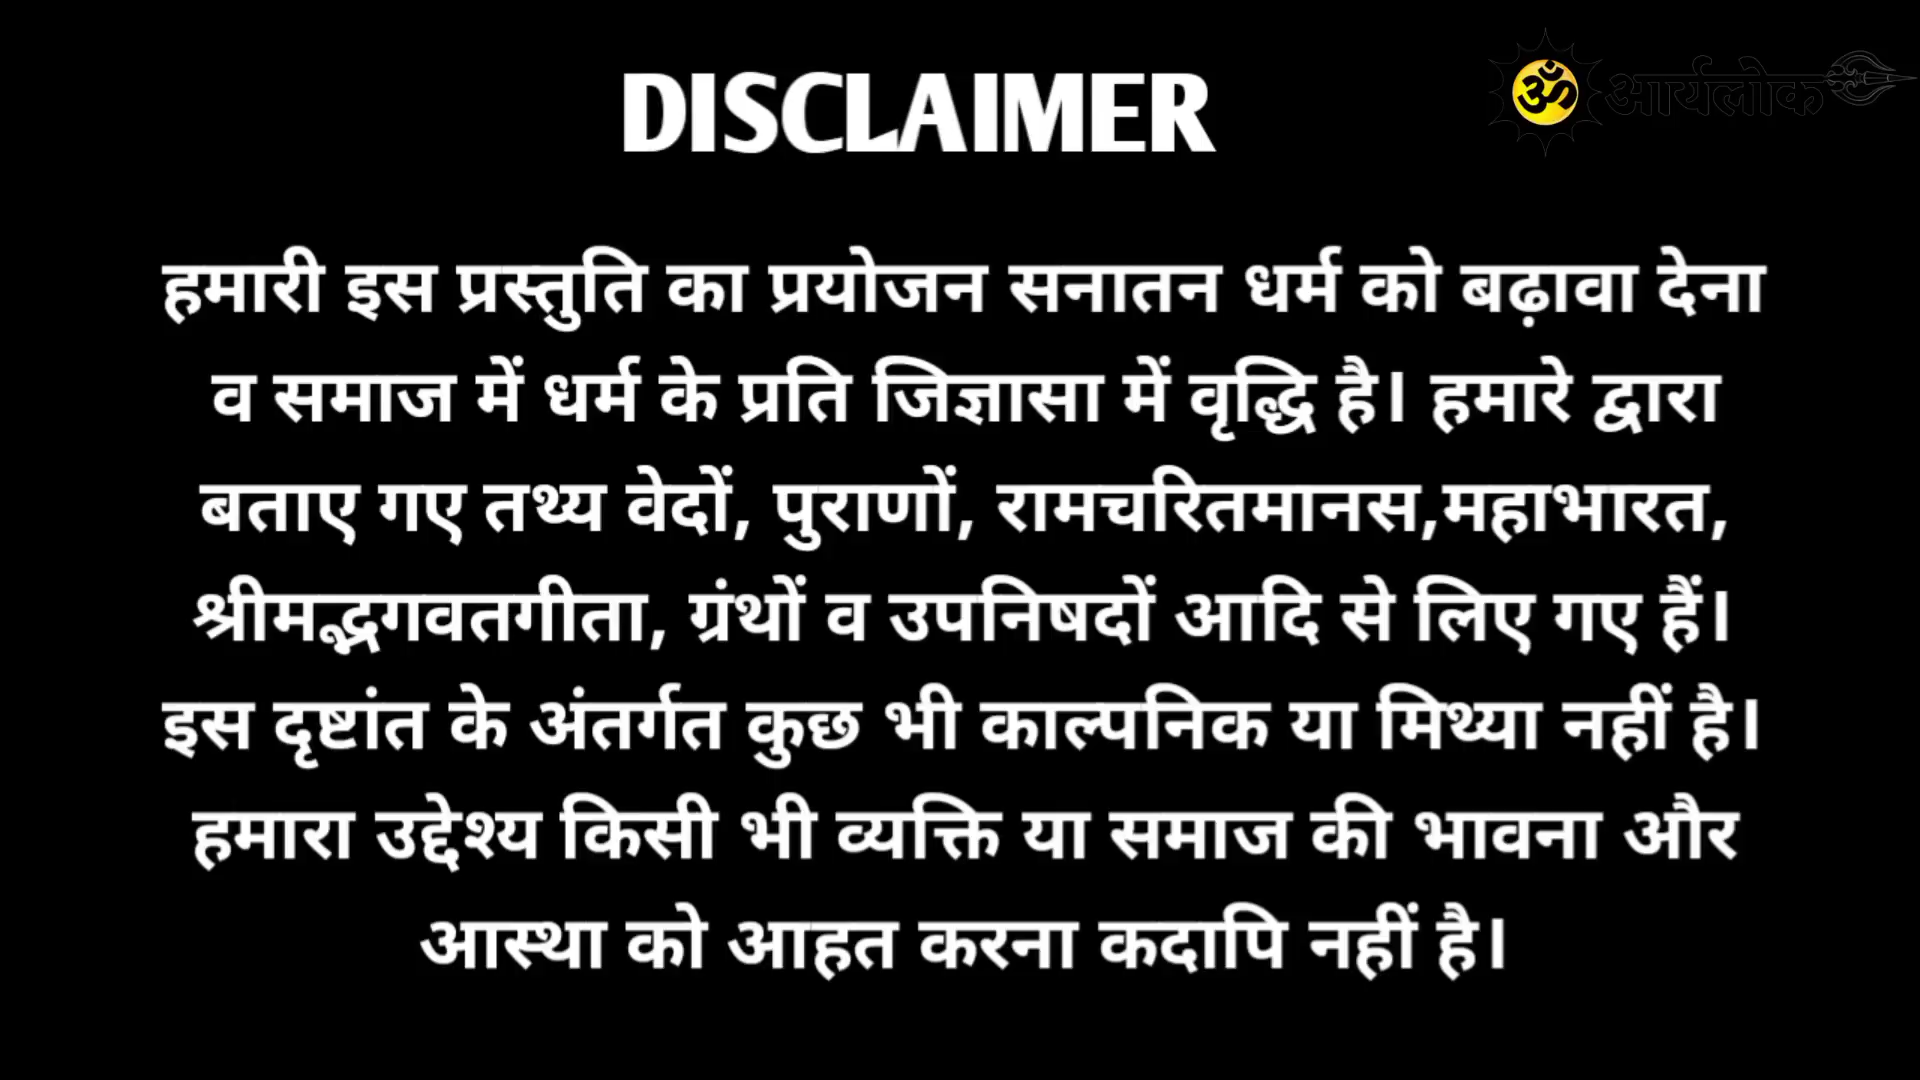 DISCLAIMER
ॐ आर्यलोक
हमारी इस प्रस्तुति का प्रयोजन सनातन धर्म को बढ़ावा देना
व समाज में धर्म के प्रति जिज्ञासा में वृद्धि है। हमारे द्वारा
बताए गए तथ्य वेदों, पुराणों, रामचरितमानस,महाभारत,
श्रीमद्भगवतगीता, ग्रंथों व उपनिषदों आदि से लिए गए हैं।
इस दृष्टांत के अंतर्गत कुछ भी काल्पनिक या मिथ्या नहीं है।
हमारा उद्देश्य किसी भी व्यक्ति या समाज की भावना और
आस्था को आहत करना कदापि नहीं है।